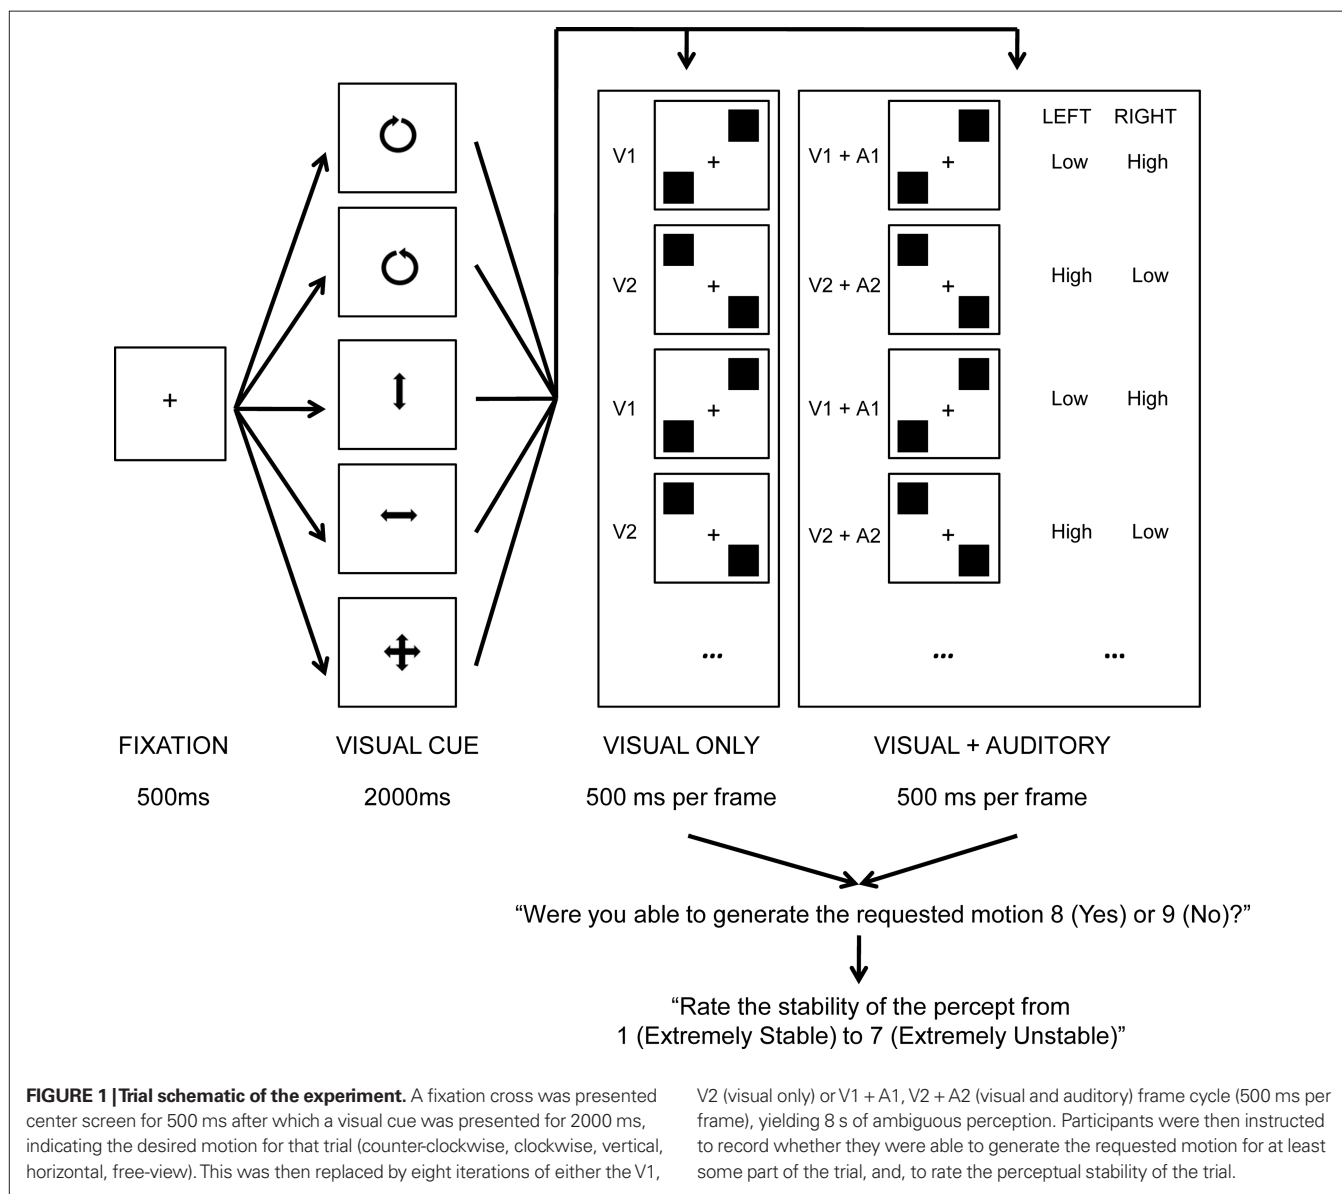 LEFT RIGHT
V1
V1 + A1
Low High
V2
V2 + A2
High Low
V1
V1 + A1
Low High
V2
V2 + A2
High Low
...
...
...
FIXATION
VISUAL CUE
VISUAL ONLY
VISUAL + AUDITORY
500ms
2000ms
500 ms per frame
500 ms per frame
“Were you able to generate the requested motion 8 (Yes) or 9 (No)?”
“Rate the stability of the percept from
1 (Extremely Stable) to 7 (Extremely Unstable)”
FIGURE 1 | Trial schematic of the experiment. A fixation cross was presented
center screen for 500 ms after which a visual cue was presented for 2000 ms,
indicating the desired motion for that trial (counter-clockwise, clockwise, vertical,
horizontal, free-view). This was then replaced by eight iterations of either the V1,
V2 (visual only) or V1 + A1, V2 + A2 (visual and auditory) frame cycle (500 ms per
frame), yielding 8 s of ambiguous perception. Participants were then instructed
to record whether they were able to generate the requested motion for at least
some part of the trial, and, to rate the perceptual stability of the trial.